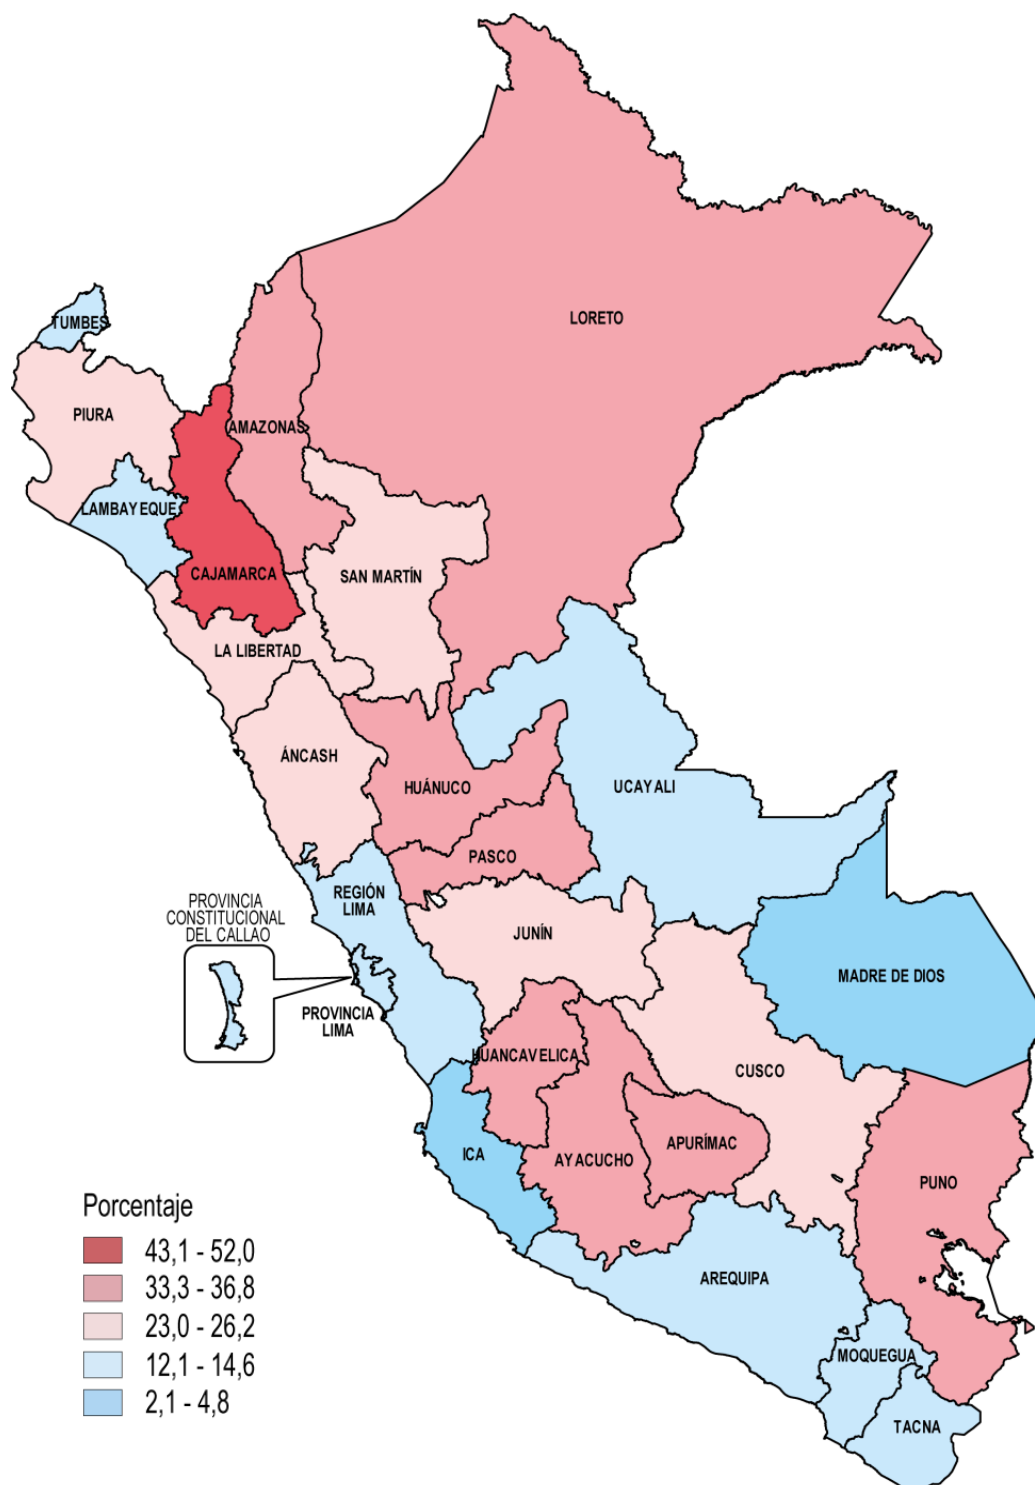 LORETO
TUMBES
PIURA
AMAZONAS
LAMBAYEQUE
CAJAMARCA
SAN MARTÍN
LA LIBERTAD
ÁNCASH
HUÁNUCO
UCAYALI
PASCO
REGIÓN
LIMA
PROVINCIA
CONSTITUCIONAL
DEL CALLAO
JUNÍN
MADRE DE DIOS
PROVINCIA
LIMA
HUANCAVELICA
CUSCO
ICA
AYACUCHO
APURÍMAC
PUNO
AREQUIPA
MOQUEGUA
TACNA
Porcentaje
43,1 - 52,0
33,3 - 36,8
23,0 - 26,2
12,1 - 14,6
2,1 - 4,8